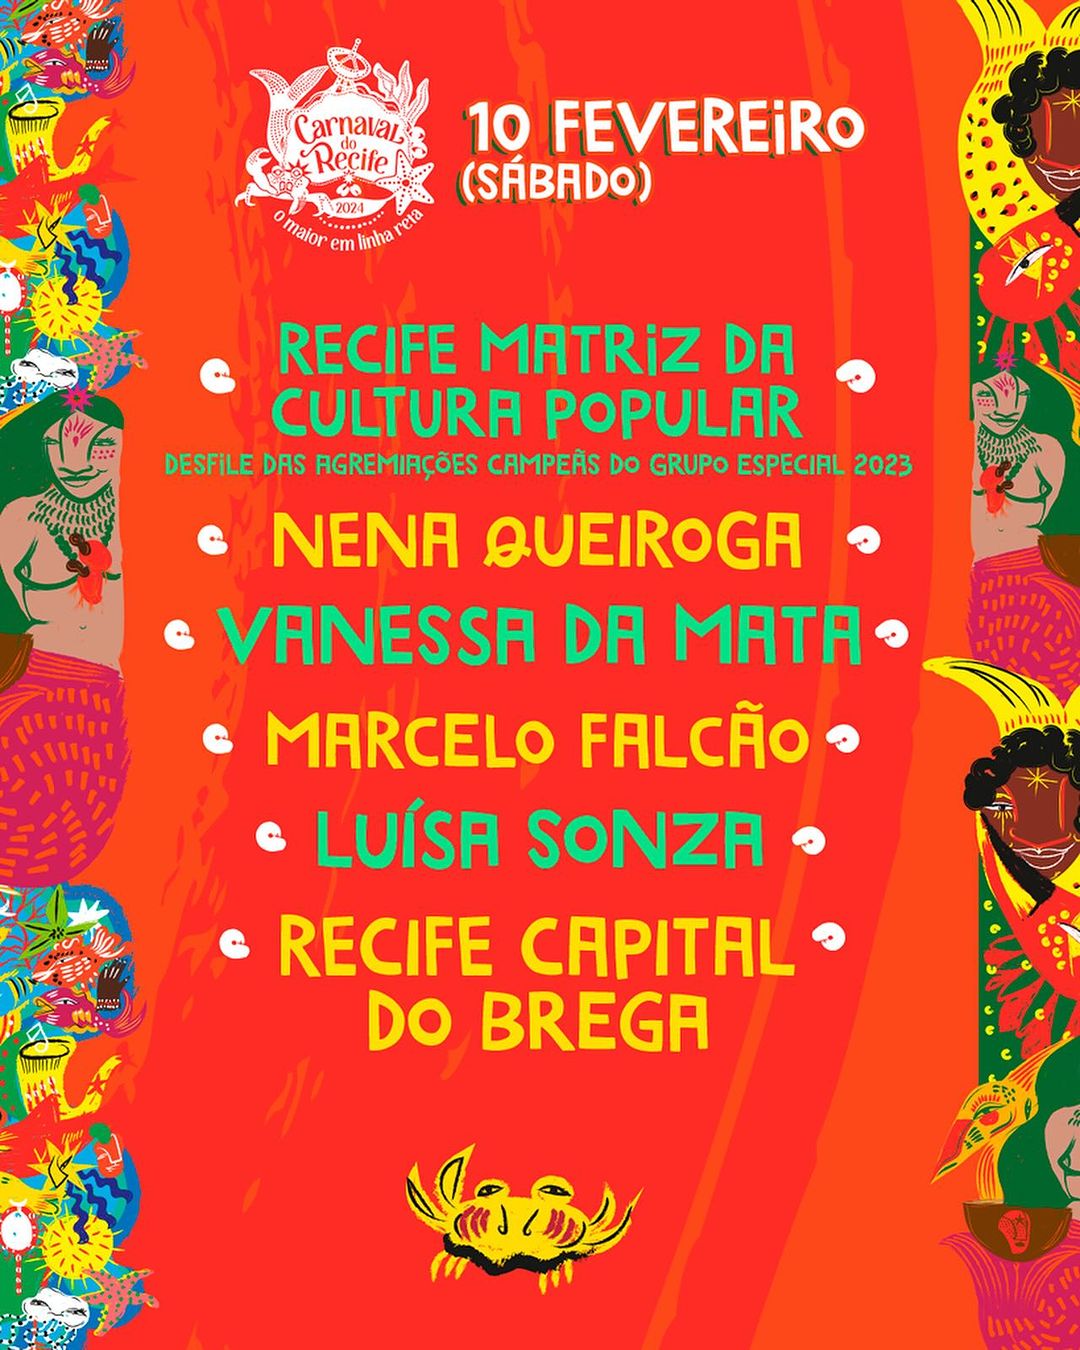 Carnaval
do
Recife
2024
o maior em linha reta
10 FEVEREIRO
(SÁBADO)
RECIFE MATRIZ DA
CULTURA POPULAR
DESFILE DAS AGREMIAÇÕES CAMPEÃS DO GRUPO ESPECIAL 2023
NENA QUEIROGA
VANESSA DA MATA
MARCELO FALCÃO
LUÍSA SONZA
RECIFE CAPITAL
DO BREGA